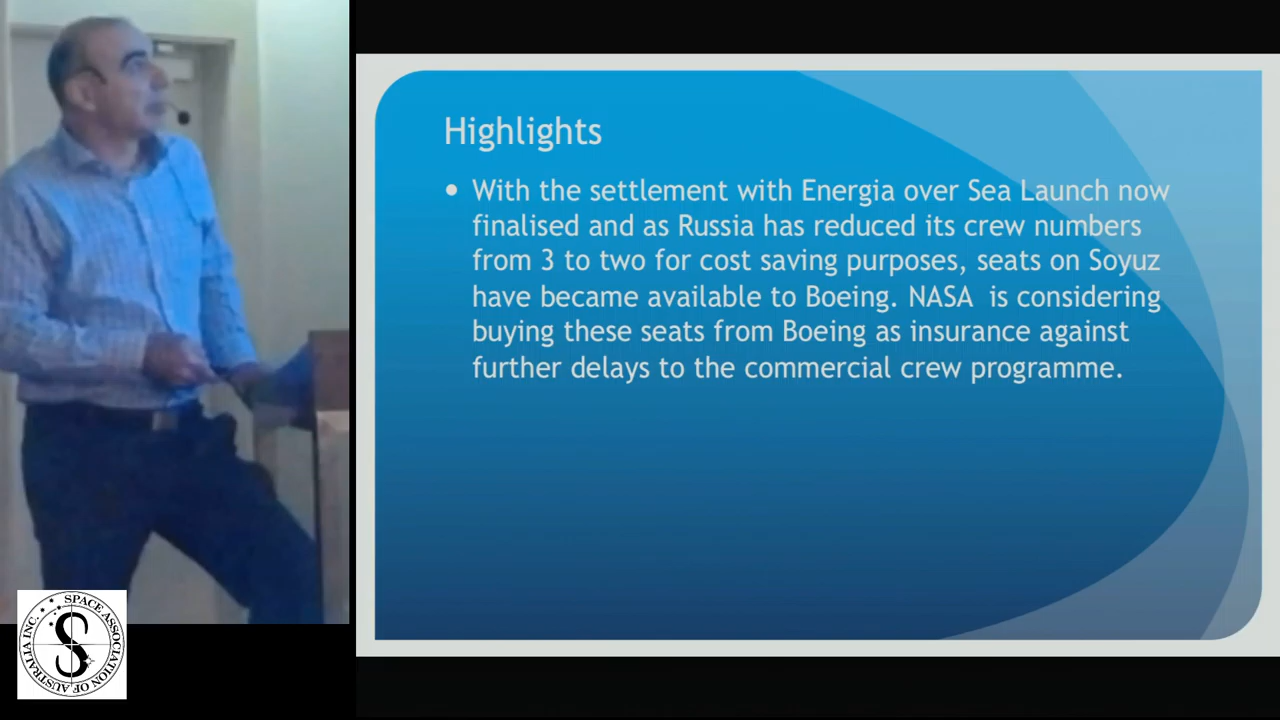 Highlights
With the settlement with Energia over Sea Launch now
finalised and as Russia has reduced its crew numbers
from 3 to two for cost saving purposes, seats on Soyuz
have became available to Boeing. NASA  is considering
buying these seats from Boeing as insurance against
further delays to the commercial crew programme.
SPACE ASSOCIATION OF AUSTRALIA INC.
S